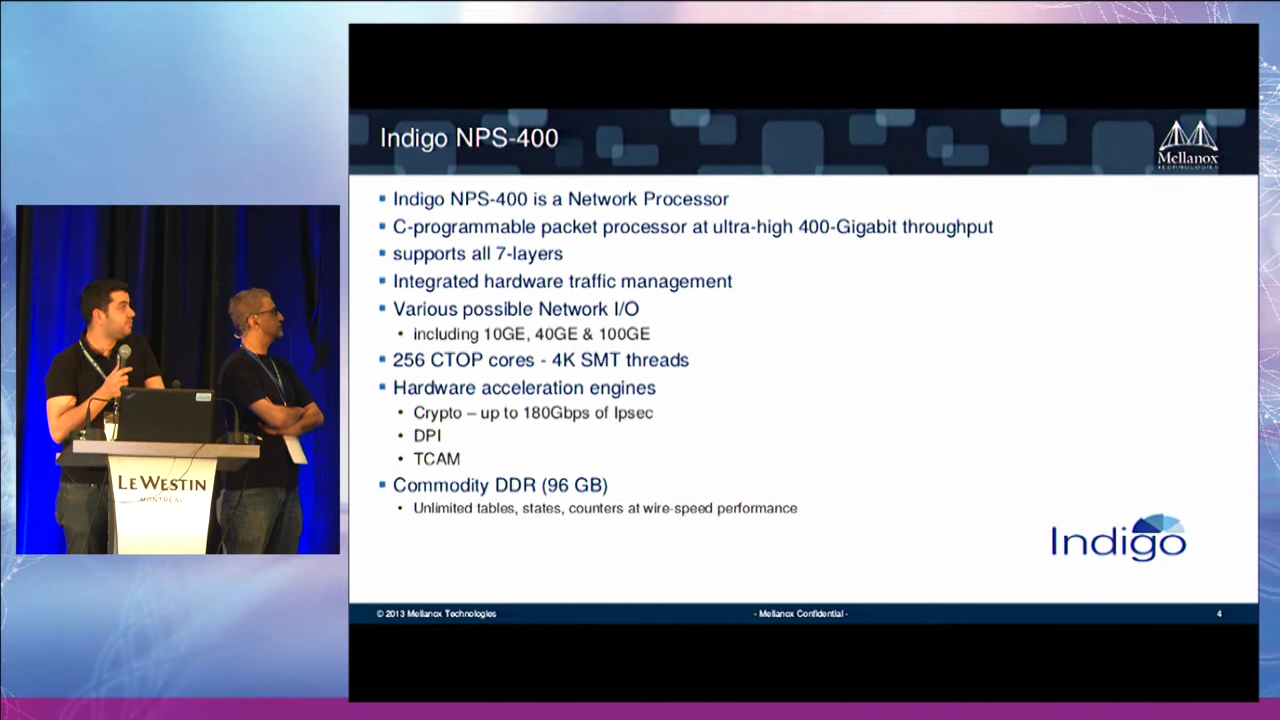 Indigo NPS-400
Mellanox
TECHNOLOGIES
Indigo NPS-400 is a Network Processor
C-programmable packet processor at ultra-high 400-Gigabit throughput
supports all 7-layers
Integrated hardware traffic management
Various possible Network I/O
including 10GE, 40GE & 100GE
256 CTOP cores - 4K SMT threads
Hardware acceleration engines
Crypto – up to 180Gbps of Ipsec
DPI
TCAM
Commodity DDR (96 GB)
Unlimited tables, states, counters at wire-speed performance
Indigo
© 2013 Mellanox Technologies
- Mellanox Confidential -
4
LE WESTIN
MONTRÉAL